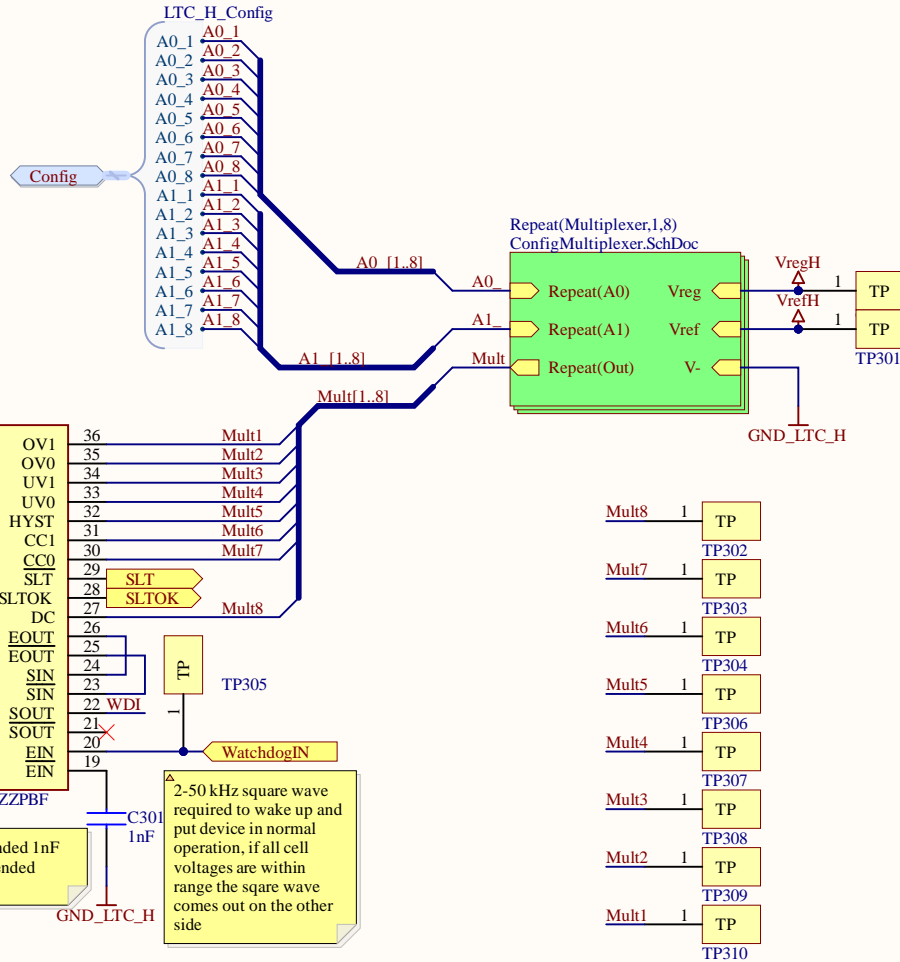 LTC_H_Config
A0_1 A0_1
A0_2 A0_2
A0_3 A0_3
A0_4 A0_4
A0_5 A0_5
A0_6 A0_6
A0_7 A0_7
A0_8 A0_8
A1_1 A1_1
A1_2 A1_2
A1_3 A1_3
A1_4 A1_4
A1_5 A1_5
A1_6 A1_6
A1_7 A1_7
A1_8 A1_8
Config
Repeat(Multiplexer,1,8)
ConfigMultiplexer.SchDoc
A0_[1..8]
A0_
Repeat(A0)
Vreg
VregH
1
TP
A1_[1..8]
A1_
Repeat(A1)
Vref
VrefH
1
TP
TP301
Mult[1..8]
Mult
Repeat(Out)
V-
GND_LTC_H
OV1 36 Mult1
OV0 35 Mult2
UV1 34 Mult3
UV0 33 Mult4
HYST 32 Mult5
CC1 31 Mult6
CC0 30 Mult7
SLT 29 SLT
SLTOK 28 SLTOK
DC 27 Mult8
EOUT 26
EOUT 25
SIN 24
SIN 23
SOUT 22 WDI
SOUT 21
EIN 20
EIN 19
ZZPBF
TP
1
TP305
WatchdogIN
C301
1nF
GND_LTC_H
nded 1nF
ended
2-50 kHz square wave
required to wake up and
put device in normal
operation, if all cell
voltages are within
range the sqare wave
comes out on the other
side
Mult8 1 TP
TP302
Mult7 1 TP
TP303
Mult6 1 TP
TP304
Mult5 1 TP
TP306
Mult4 1 TP
TP307
Mult3 1 TP
TP308
Mult2 1 TP
TP309
Mult1 1 TP
TP310